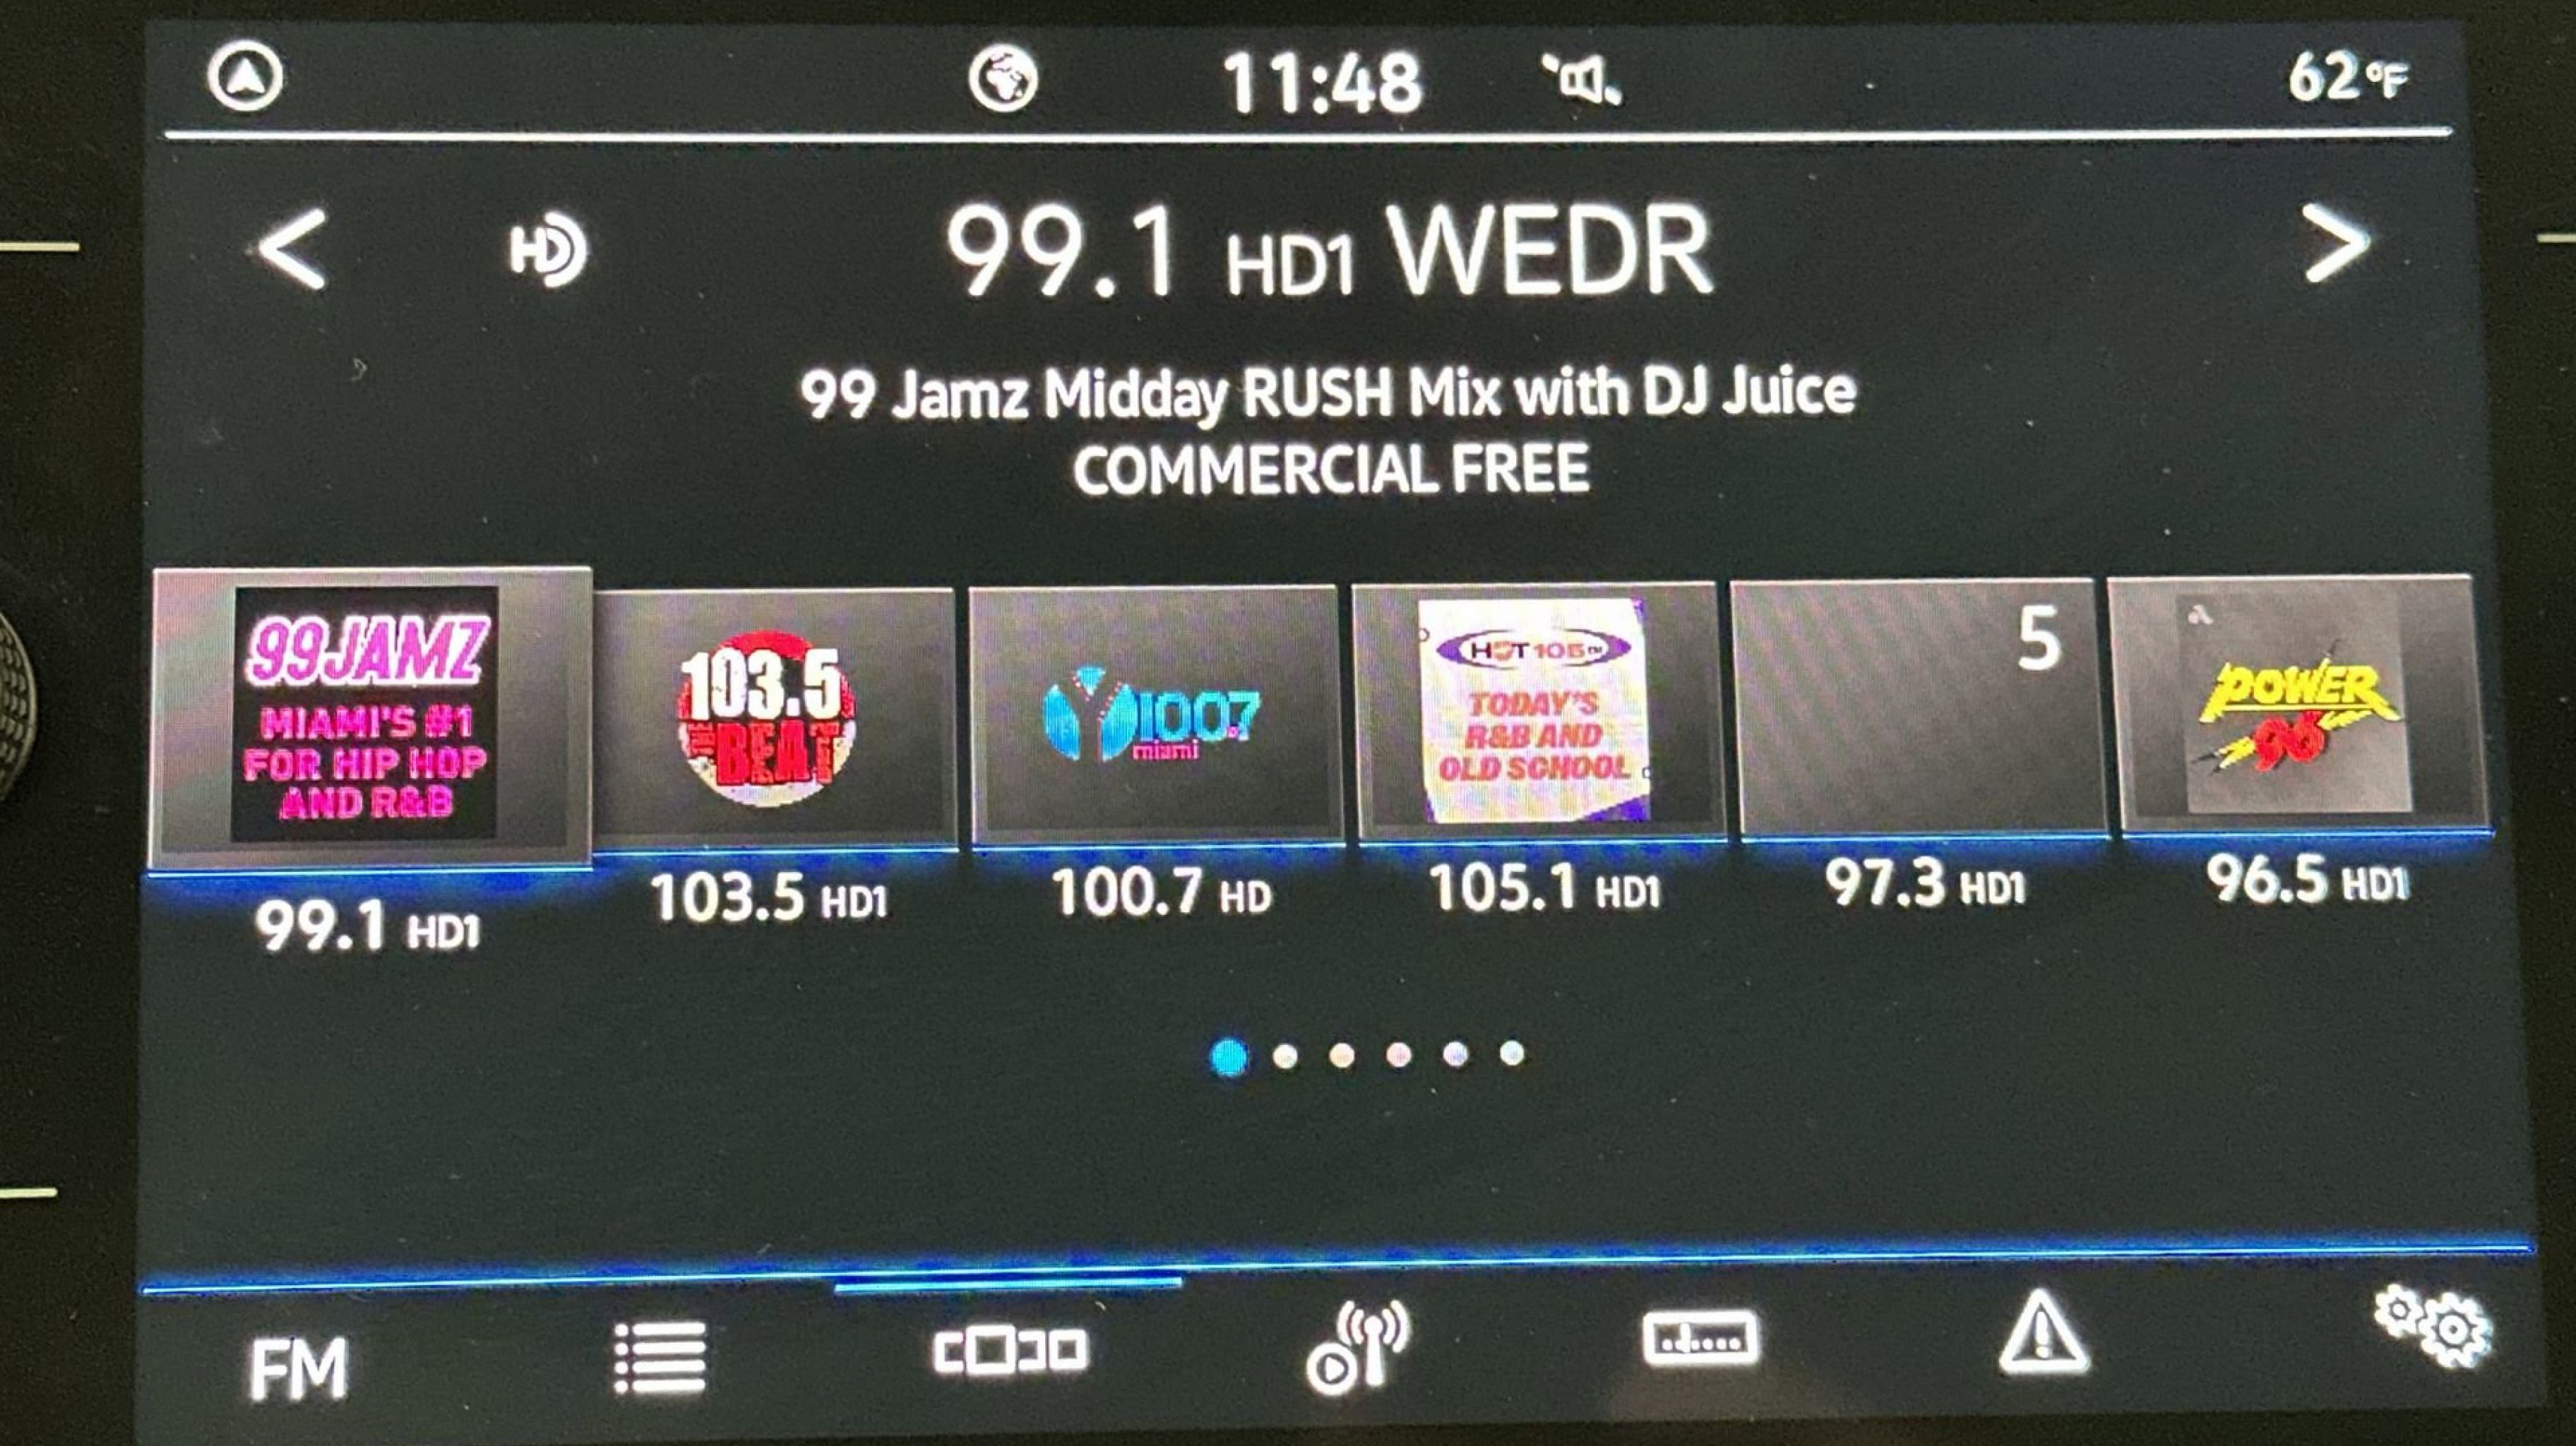 11:48
62°F
HD
99.1 HD1 WEDR
99 Jamz Midday RUSH Mix with DJ Juice
COMMERCIAL FREE
99JAMZ
MIAMI'S #1
FOR HIP HOP
AND R&B
103.5
THE
BEAT
Y100.7
miami
HOT 105
TODAY'S
R&B AND
OLD SCHOOL
5
POWER
96
99.1 HD1
103.5 HD1
100.7 HD
105.1 HD1
97.3 HD1
96.5 HD1
FM